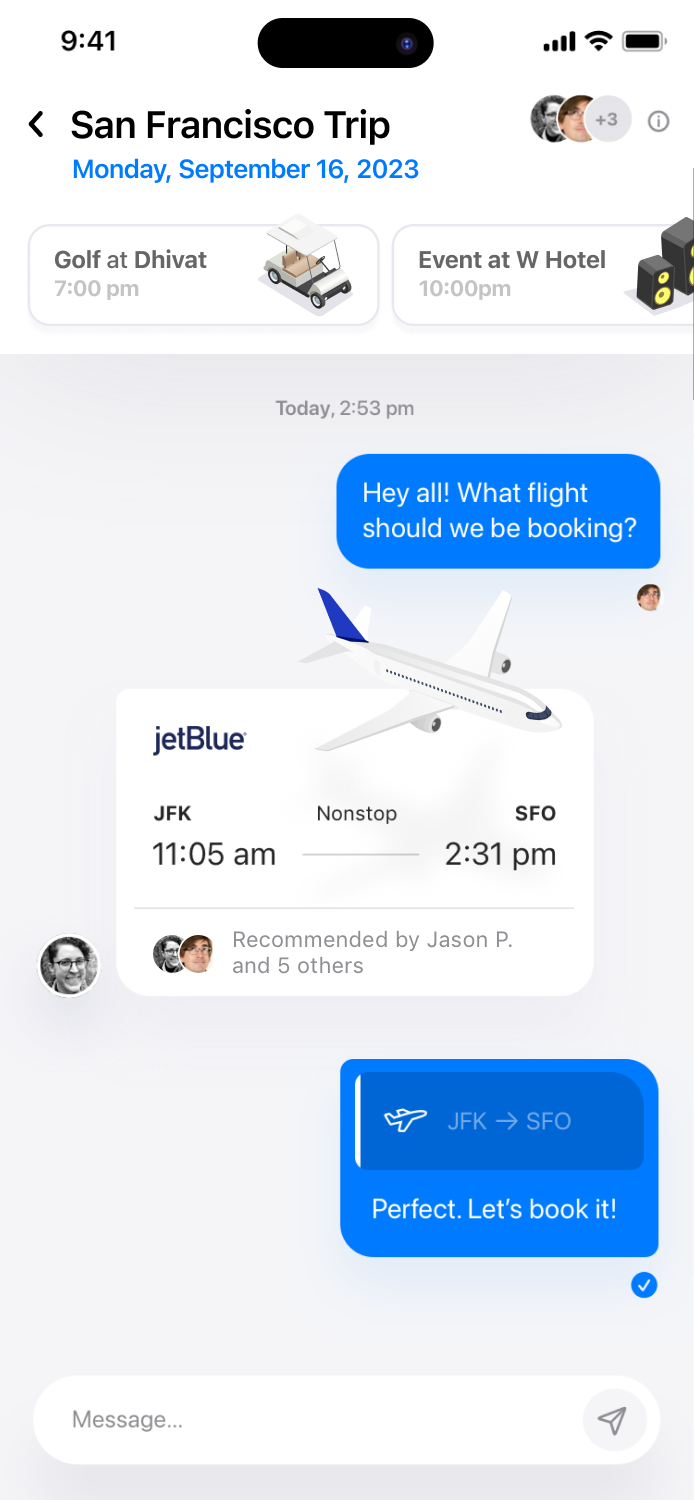 9:41
San Francisco Trip
+3
Monday, September 16, 2023
Golf at Dhivat
7:00 pm
Event at W Hotel
10:00pm
Today, 2:53 pm
Hey all! What flight
should we be booking?
jetBlue
JFK Nonstop SFO
11:05 am 2:31 pm
Recommended by Jason P.
and 5 others
JFK → SFO
Perfect. Let’s book it!
Message...